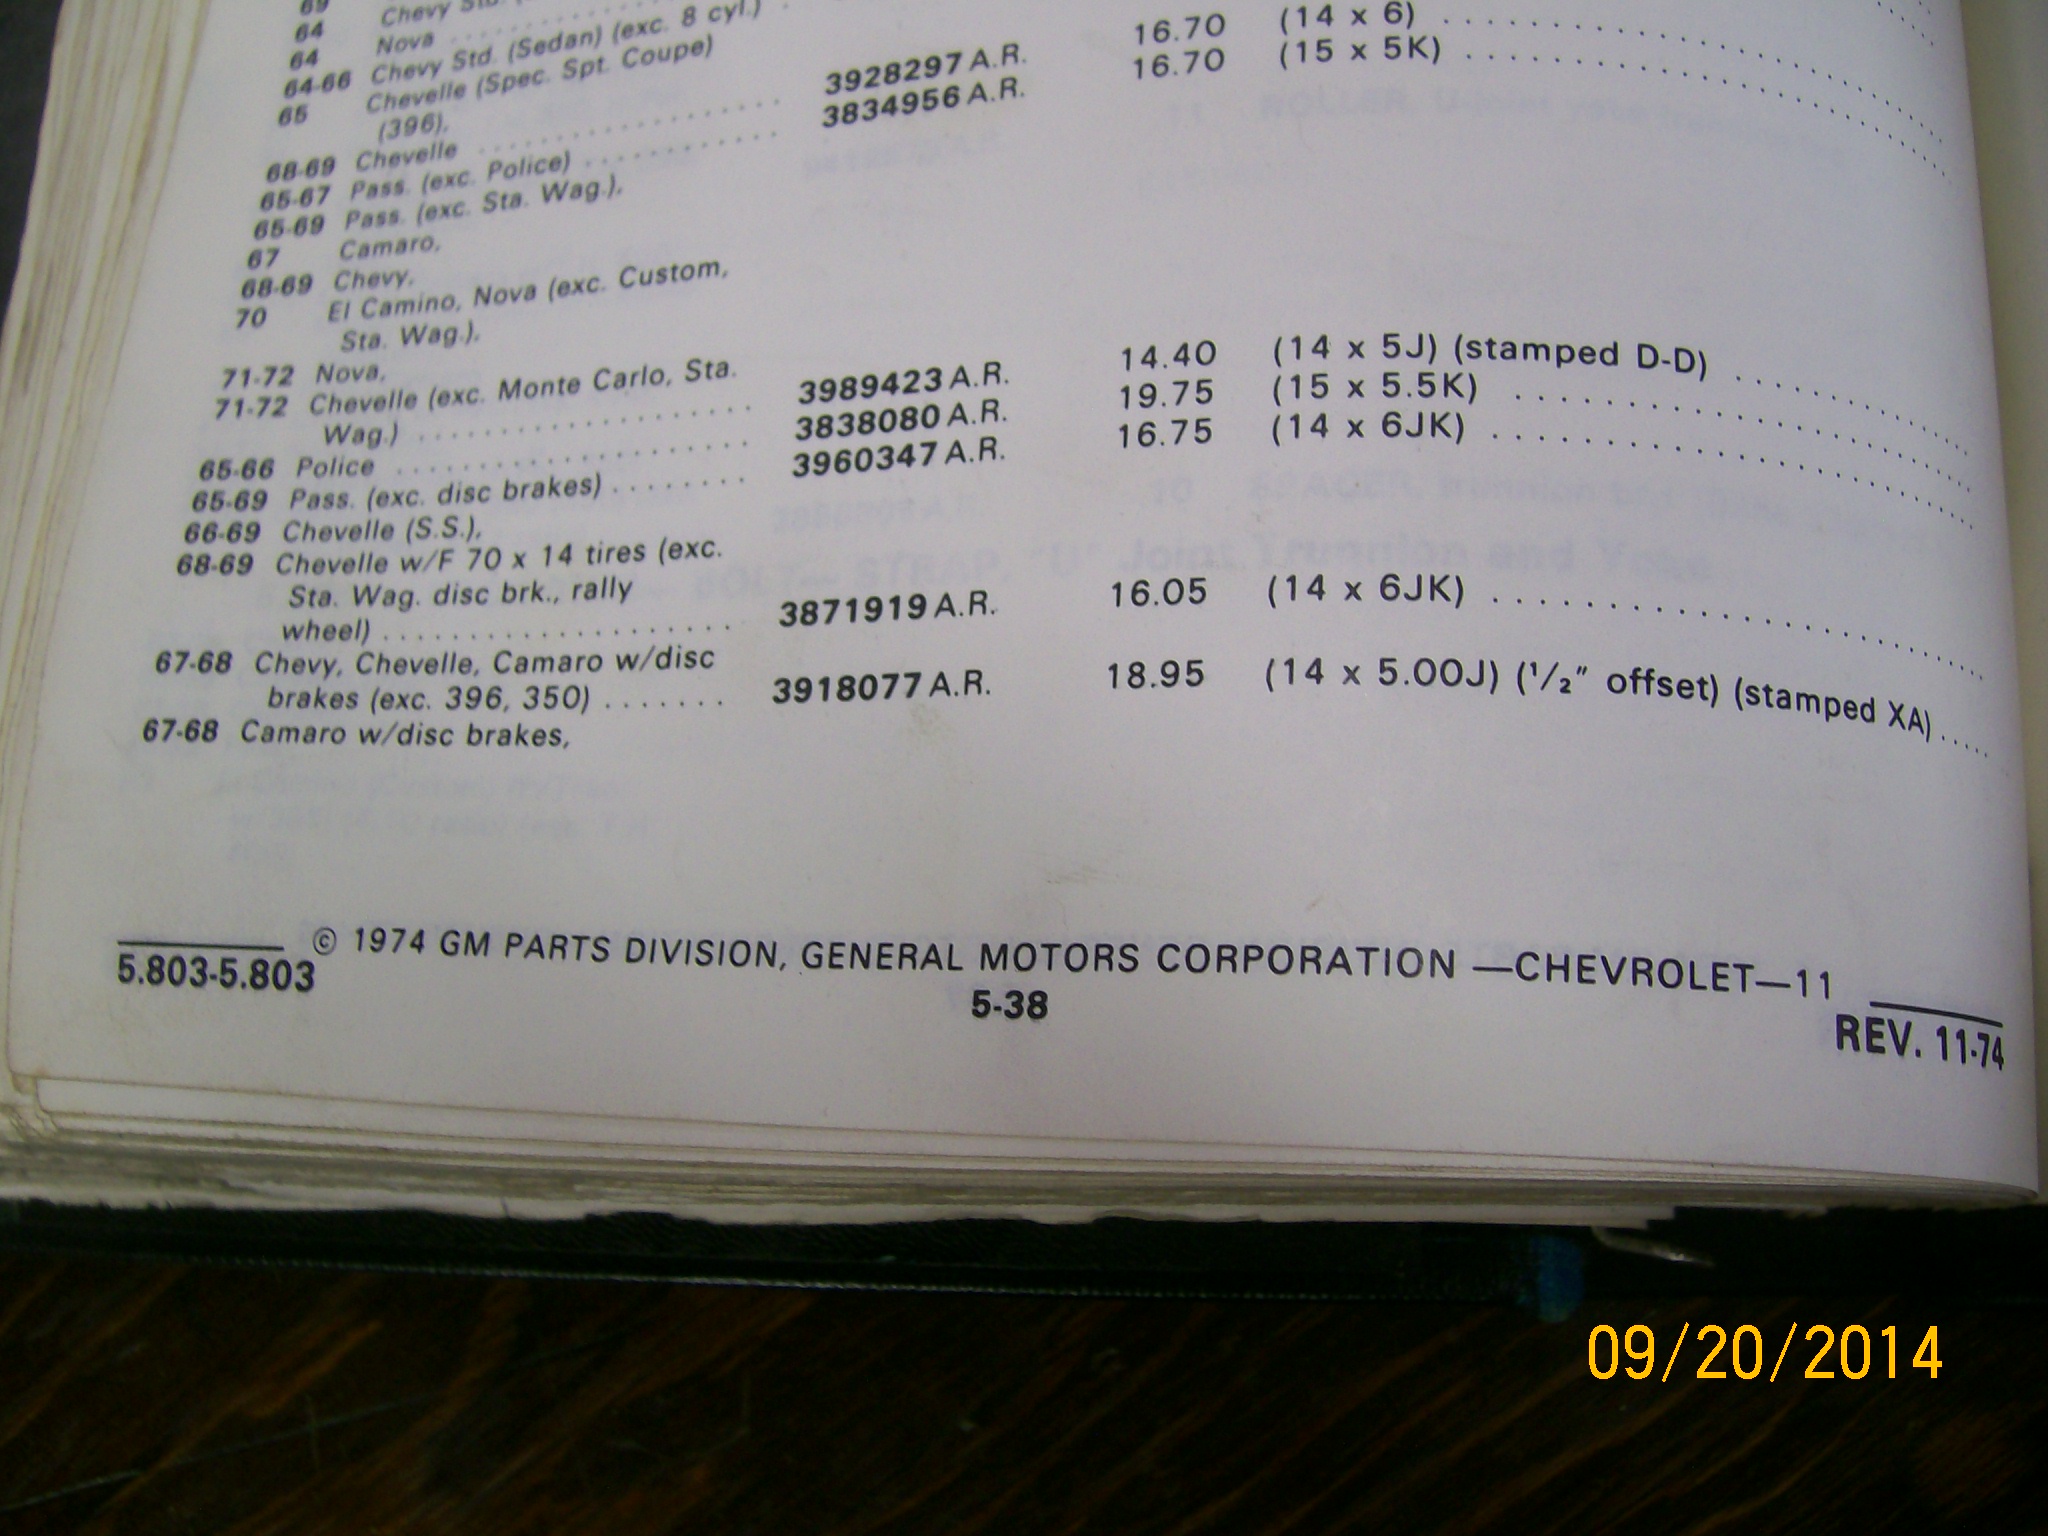 69 Chevy Std.
64 Nova
64 Chevy Std. (Sedan) (exc. 8 cyl.)
64-66 Chevelle (Spec. Spt. Coupe)
65 (396),
3928297 A.R. 16.70 (14 x 6)
68-69 Chevelle 3834956 A.R. 16.70 (15 x 5K)
65-67 Pass. (exc. Police)
65-69 Pass. (exc. Sta. Wag.),
67 Camaro,
68-69 Chevy,
70 El Camino, Nova (exc. Custom,
Sta. Wag.),
71-72 Nova,
71-72 Chevelle (exc. Monte Carlo, Sta.
Wag.) 3989423 A.R. 14.40 (14 x 5J) (stamped D-D)
65-66 Police 3838080 A.R. 19.75 (15 x 5.5K)
65-69 Pass. (exc. disc brakes) 3960347 A.R. 16.75 (14 x 6JK)
66-69 Chevelle (S.S.),
68-69 Chevelle w/F 70 x 14 tires (exc.
Sta. Wag. disc brk., rally
wheel) 3871919 A.R. 16.05 (14 x 6JK)
67-68 Chevy, Chevelle, Camaro w/disc
brakes (exc. 396, 350) 3918077 A.R. 18.95 (14 x 5.00J) (½" offset) (stamped XA)
67-68 Camaro w/disc brakes,
© 1974 GM PARTS DIVISION, GENERAL MOTORS CORPORATION —CHEVROLET—11
5.803-5.803
5-38
REV. 11-74
09/20/2014